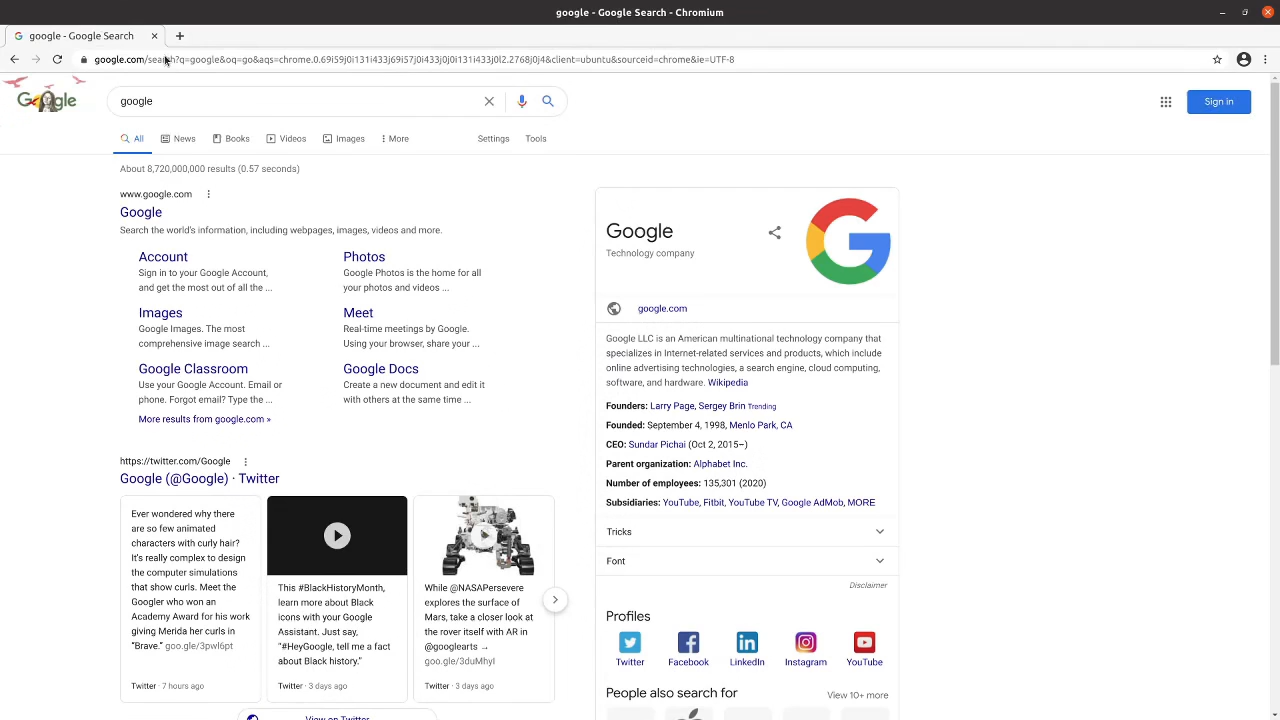 google - Google Search - Chromium
google - Google Search
google.com/search?q=google&oq=go&aqs=chrome.0.69i59j0i131i433j69i57j0i433j0i131i433j0l2.2768j0j4&client=ubuntu&sourceid=chrome&ie=UTF-8
google
Sign in
All News Books Videos Images More Settings Tools
About 8,720,000,000 results (0.57 seconds)
www.google.com
Google
Search the world's information, including webpages, images, videos and more.
Account
Sign in to your Google Account,
and get the most out of all the ...
Photos
Google Photos is the home for all
your photos and videos ...
Images
Google Images. The most
comprehensive image search ...
Meet
Real-time meetings by Google.
Using your browser, share your ...
Google Classroom
Use your Google Account. Email or
phone. Forgot email? Type the ...
Google Docs
Create a new document and edit it
with others at the same time ...
More results from google.com »
https://twitter.com/Google
Google (@Google) · Twitter
Ever wondered why there
are so few animated
characters with curly hair?
It's really complex to design
the computer simulations
that show curls. Meet the
Googler who won an
Academy Award for his work
giving Merida her curls in
"Brave." goo.gle/3pwl6pt
Twitter · 7 hours ago
This #BlackHistoryMonth,
learn more about Black
icons with your Google
Assistant. Just say,
"#HeyGoogle, tell me a fact
about Black history."
Twitter · 3 days ago
While @NASAPersevere
explores the surface of
Mars, take a closer look at
the rover itself with AR in
@googlearts →
goo.gle/3duMhyI
Twitter · 3 days ago
View on Twitter
Google
Technology company
google.com
Google LLC is an American multinational technology company that
specializes in Internet-related services and products, which include
online advertising technologies, a search engine, cloud computing,
software, and hardware. Wikipedia
Founders: Larry Page, Sergey Brin Trending
Founded: September 4, 1998, Menlo Park, CA
CEO: Sundar Pichai (Oct 2, 2015–)
Parent organization: Alphabet Inc.
Number of employees: 135,301 (2020)
Subsidiaries: YouTube, Fitbit, YouTube TV, Google AdMob, MORE
Tricks
Font
Disclaimer
Profiles
Twitter Facebook LinkedIn Instagram YouTube
People also search for
View 10+ more